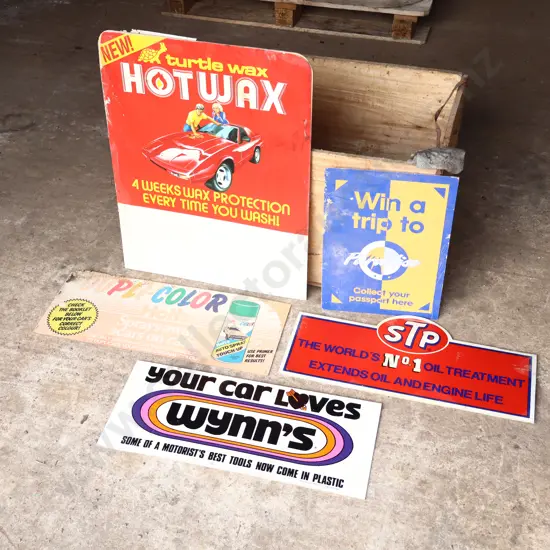 NEW!
turtle wax
HOT WAX
4 WEEKS WAX PROTECTION
EVERY TIME YOU WASH!
Win a
trip to
Collect your
passport here
COLOR
CHECK
THE BOOKLET
BELOW
FOR YOUR CAR'S
CORRECT
COLOUR!
AUTO SPRAY
TOUCH-UP
USE PRIMER
FOR BEST
RESULTS!
STP
THE WORLD'S No.1 OIL TREATMENT
EXTENDS OIL AND ENGINE LIFE
your car loves
WYNN'S
SOME OF A MOTORIST'S BEST TOOLS NOW COME IN PLASTIC